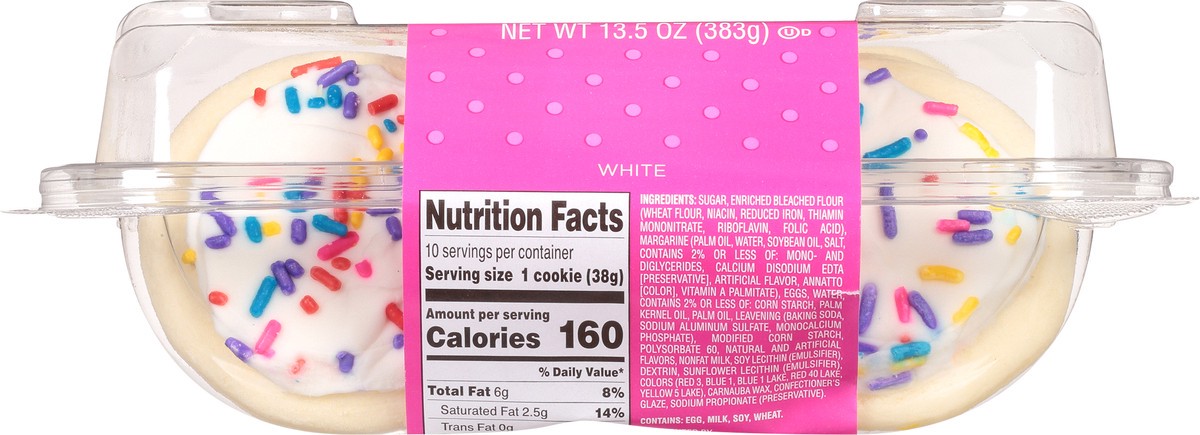 NET WT 13.5 OZ (383g) Ⓤ D
WHITE
Nutrition Facts
10 servings per container
Serving size 1 cookie (38g)
Amount per serving
Calories 160
% Daily Value*
Total Fat 6g 8%
Saturated Fat 2.5g 14%
Trans Fat 0g
INGREDIENTS: SUGAR, ENRICHED BLEACHED FLOUR
(WHEAT FLOUR, NIACIN, REDUCED IRON, THIAMIN
MONONITRATE, RIBOFLAVIN, FOLIC ACID),
MARGARINE (PALM OIL, WATER, SOYBEAN OIL, SALT,
CONTAINS 2% OR LESS OF: MONO- AND
DIGLYCERIDES, CALCIUM DISODIUM EDTA
[PRESERVATIVE], ARTIFICIAL FLAVOR, ANNATTO
[COLOR], VITAMIN A PALMITATE), EGGS, WATER,
CONTAINS 2% OR LESS OF: CORN STARCH, PALM
KERNEL OIL, PALM OIL, LEAVENING (BAKING SODA,
SODIUM ALUMINUM SULFATE, MONOCALCIUM
PHOSPHATE), MODIFIED CORN STARCH,
POLYSORBATE 60, NATURAL AND ARTIFICIAL
FLAVORS, NONFAT MILK, SOY LECITHIN (EMULSIFIER),
DEXTRIN, SUNFLOWER LECITHIN (EMULSIFIER),
COLORS (RED 3, BLUE 1, BLUE 1 LAKE, RED 40 LAKE,
YELLOW 5 LAKE), CARNAUBA WAX, CONFECTIONER'S
GLAZE, SODIUM PROPIONATE (PRESERVATIVE).
CONTAINS: EGG, MILK, SOY, WHEAT.